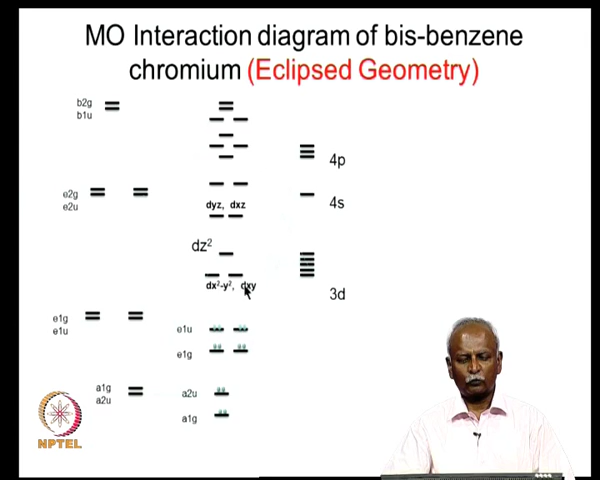 MO Interaction diagram of bis-benzene
chromium (Eclipsed Geometry)
b2g
b1u
4p
e2g
e2u
4s
dyz, dxz
dz²
dx²-y², dxy
3d
e1g
e1u
e1u
e1g
a1g
a2u
a2u
a1g
NPTEL